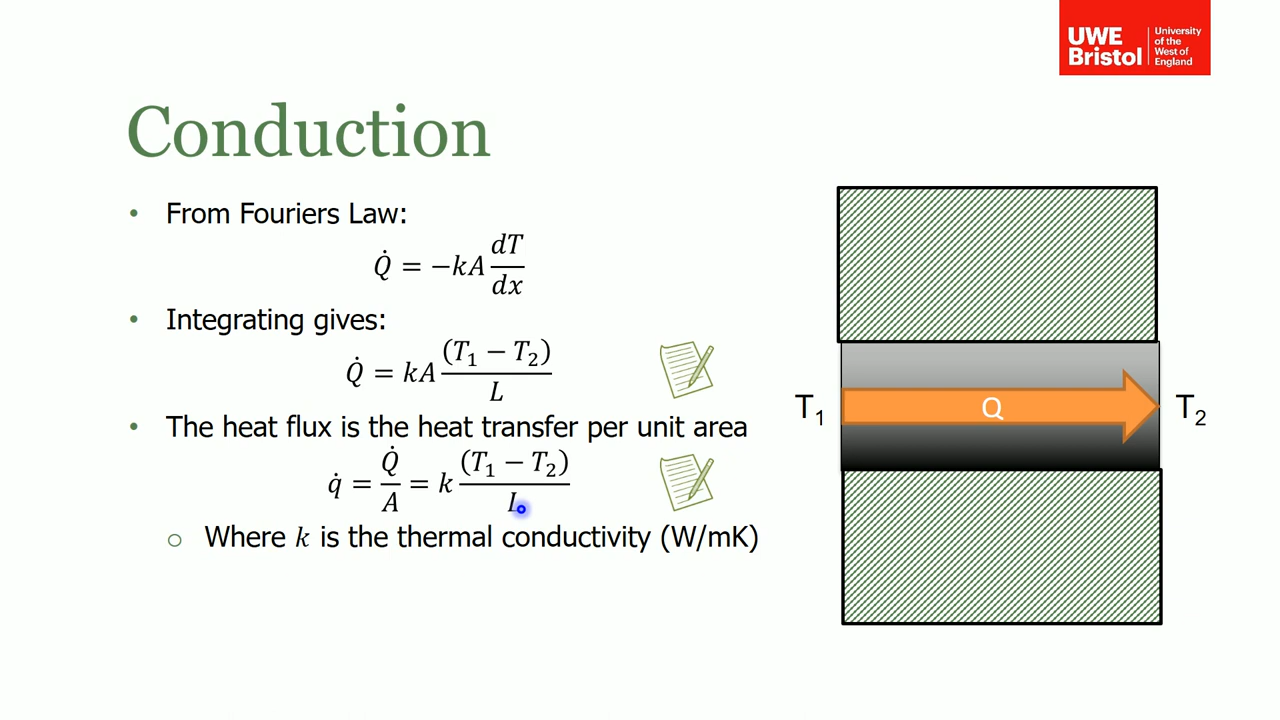 UWE Bristol
University of the West of England
Conduction
• From Fouriers Law:
Q̇ = −kA dT/dx
• Integrating gives:
Q̇ = kA (T₁ − T₂)/L
• The heat flux is the heat transfer per unit area
q̇ = Q̇/A = k (T₁ − T₂)/L
○ Where k is the thermal conductivity (W/mK)
T₁
Q
T₂